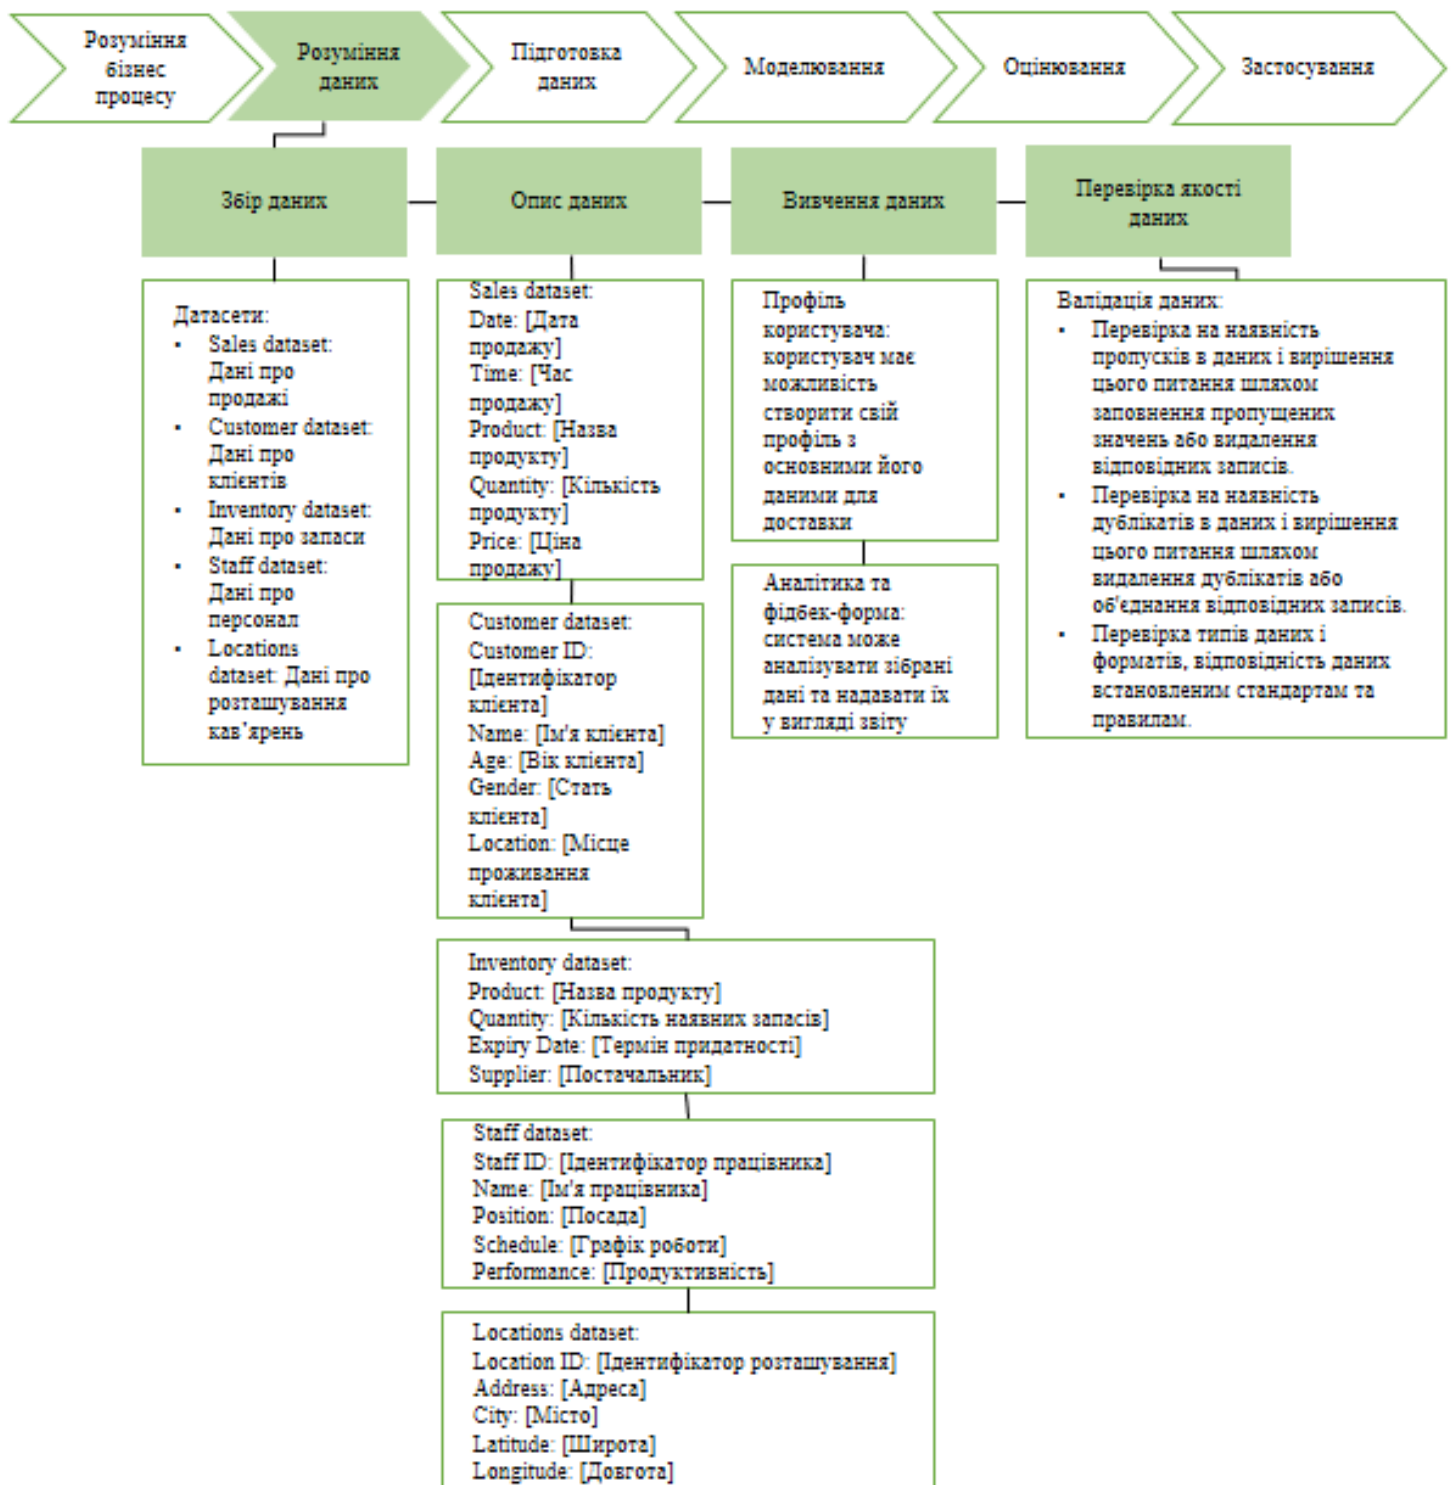 Розуміння
бізнес
процесу
Розуміння
даних
Підготовка
даних
Моделювання
Оцінювання
Застосування
Збір даних
Опис даних
Вивчення даних
Перевірка якості
даних
Датасети:
▪ Sales dataset:
Дані про
продажі
▪ Customer dataset:
Дані про
клієнтів
▪ Inventory dataset:
Дані про запаси
▪ Staff dataset:
Дані про
персонал
▪ Locations
dataset: Дані про
розташування
кав’ярень
Sales dataset:
Date: [Дата
продажу]
Time: [Час
продажу]
Product: [Назва
продукту]
Quantity: [Кількість
продукту]
Price: [Ціна
продажу]
Customer dataset:
Customer ID:
[Ідентифікатор
клієнта]
Name: [Ім'я клієнта]
Age: [Вік клієнта]
Gender: [Стать
клієнта]
Location: [Місце
проживання
клієнта]
Inventory dataset:
Product: [Назва продукту]
Quantity: [Кількість наявних запасів]
Expiry Date: [Термін придатності]
Supplier: [Постачальник]
Staff dataset:
Staff ID: [Ідентифікатор працівника]
Name: [Ім'я працівника]
Position: [Посада]
Schedule: [Графік роботи]
Performance: [Продуктивність]
Locations dataset:
Location ID: [Ідентифікатор розташування]
Address: [Адреса]
City: [Місто]
Latitude: [Широта]
Longitude: [Довгота]
Профіль
користувача:
користувач має
можливість
створити свій
профіль з
основними його
даними для
доставки
Аналітика та
фідбек-форма:
система може
аналізувати зібрані
дані та надавати їх
у вигляді звіту
Валідація даних:
▪ Перевірка на наявність
пропусків в даних і вирішення
цього питання шляхом
заповнення пропущених
значень або видалення
відповідних записів.
▪ Перевірка на наявність
дублікатів в даних і вирішення
цього питання шляхом
видалення дублікатів або
об'єднання відповідних записів.
▪ Перевірка типів даних і
форматів, відповідність даних
встановленим стандартам та
правилам.